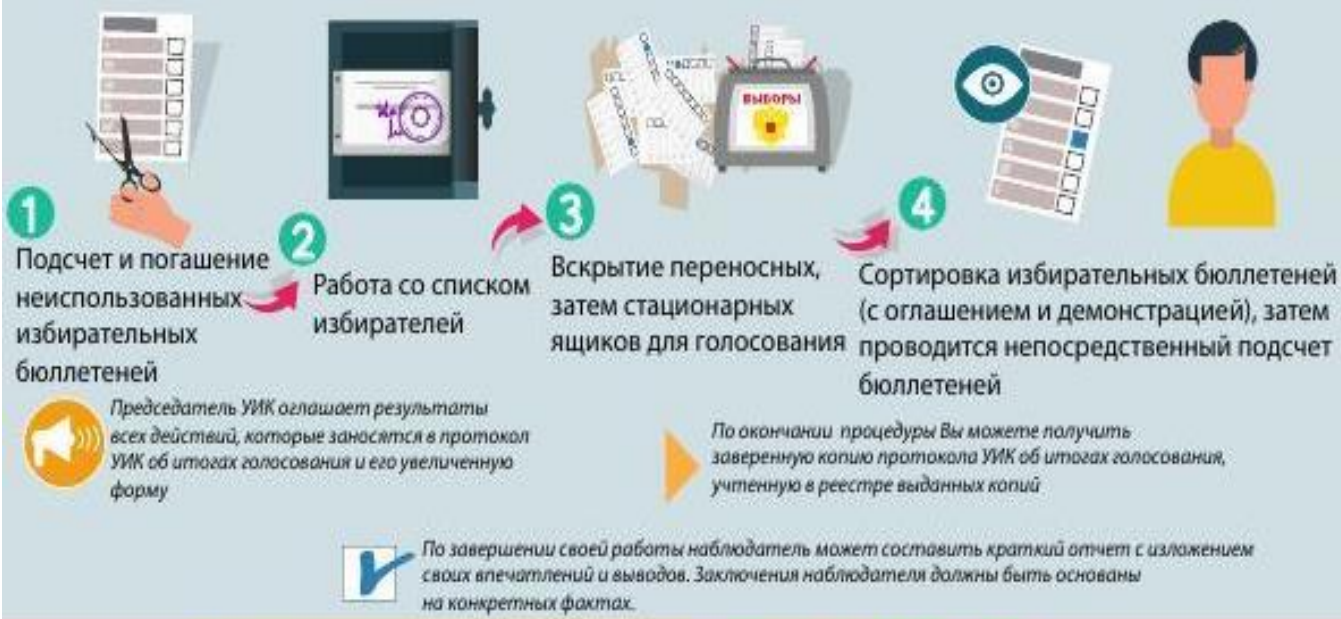 ВЫБОРЫ
1
Подсчет и погашение
неиспользованных
избирательных
бюллетеней
2
Работа со списком
избирателей
3
Вскрытие переносных,
затем стационарных
ящиков для голосования
4
Сортировка избирательных бюллетеней
(с оглашением и демонстрацией), затем
проводится непосредственный подсчет
бюллетеней
Председатель УИК оглашает результаты
всех действий, которые заносятся в протокол
УИК об итогах голосования и его увеличенную
форму
По окончании процедуры Вы можете получить
заверенную копию протокола УИК об итогах голосования,
учтенную в реестре выданных копий
По завершении своей работы наблюдатель может составить краткий отчет с изложением
своих впечатлений и выводов. Заключения наблюдателя должны быть основаны
на конкретных фактах.